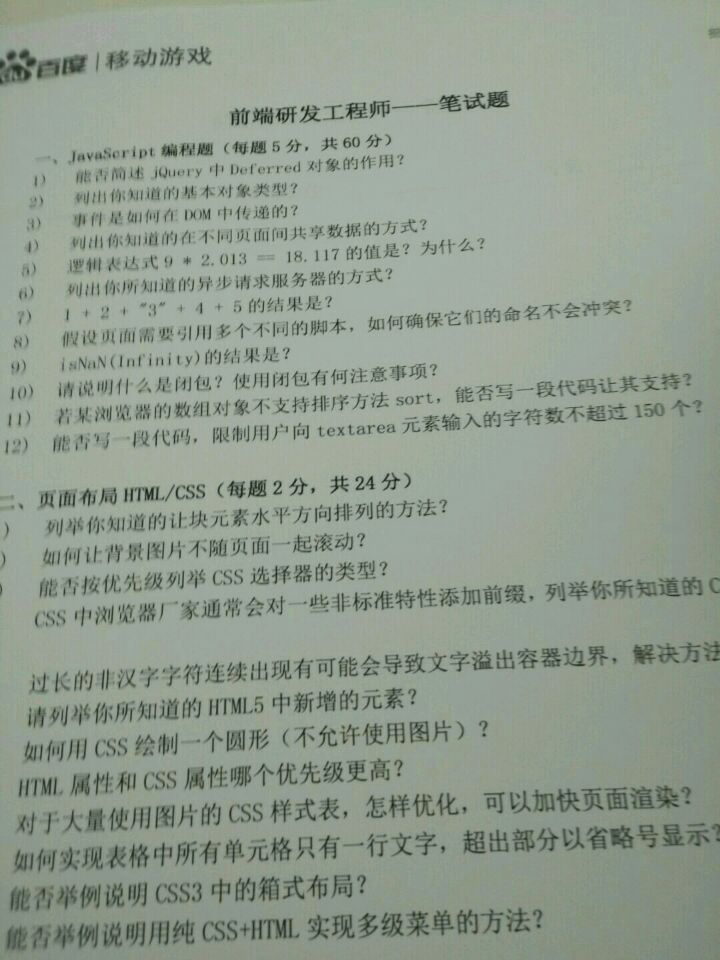 百度 | 移动游戏
前端研发工程师——笔试题
一、JavaScript 编程题（每题 5 分，共 60 分）
1) 能否简述 jQuery 中 Deferred 对象的作用？
2) 列出你知道的基本对象类型？
3) 事件是如何在 DOM 中传递的？
4) 列出你知道的在不同页面间共享数据的方式？
5) 逻辑表达式 9 * 2.013 == 18.117 的值是？为什么？
6) 列出你所知道的异步请求服务器的方式？
7) 1 + 2 + "3" + 4 + 5 的结果是？
8) 假设页面需要引用多个不同的脚本，如何确保它们的命名不会冲突？
9) isNaN(Infinity)的结果是？
10) 请说明什么是闭包？使用闭包有何注意事项？
11) 若某浏览器的数组对象不支持排序方法 sort，能否写一段代码让其支持？
12) 能否写一段代码，限制用户向 textarea 元素输入的字符数不超过 150 个？
二、页面布局 HTML/CSS（每题 2 分，共 24 分）
) 列举你知道的让块元素水平方向排列的方法？
) 如何让背景图片不随页面一起滚动？
) 能否按优先级列举 CSS 选择器的类型？
CSS 中浏览器厂家通常会对一些非标准特性添加前缀，列举你所知道的 C
过长的非汉字字符连续出现有可能会导致文字溢出容器边界，解决方法
请列举你所知道的 HTML5 中新增的元素？
如何用 CSS 绘制一个圆形（不允许使用图片）？
HTML 属性和 CSS 属性哪个优先级更高？
对于大量使用图片的 CSS 样式表，怎样优化，可以加快页面渲染？
如何实现表格中所有单元格只有一行文字，超出部分以省略号显示？
能否举例说明 CSS3 中的箱式布局？
能否举例说明用纯 CSS+HTML 实现多级菜单的方法？